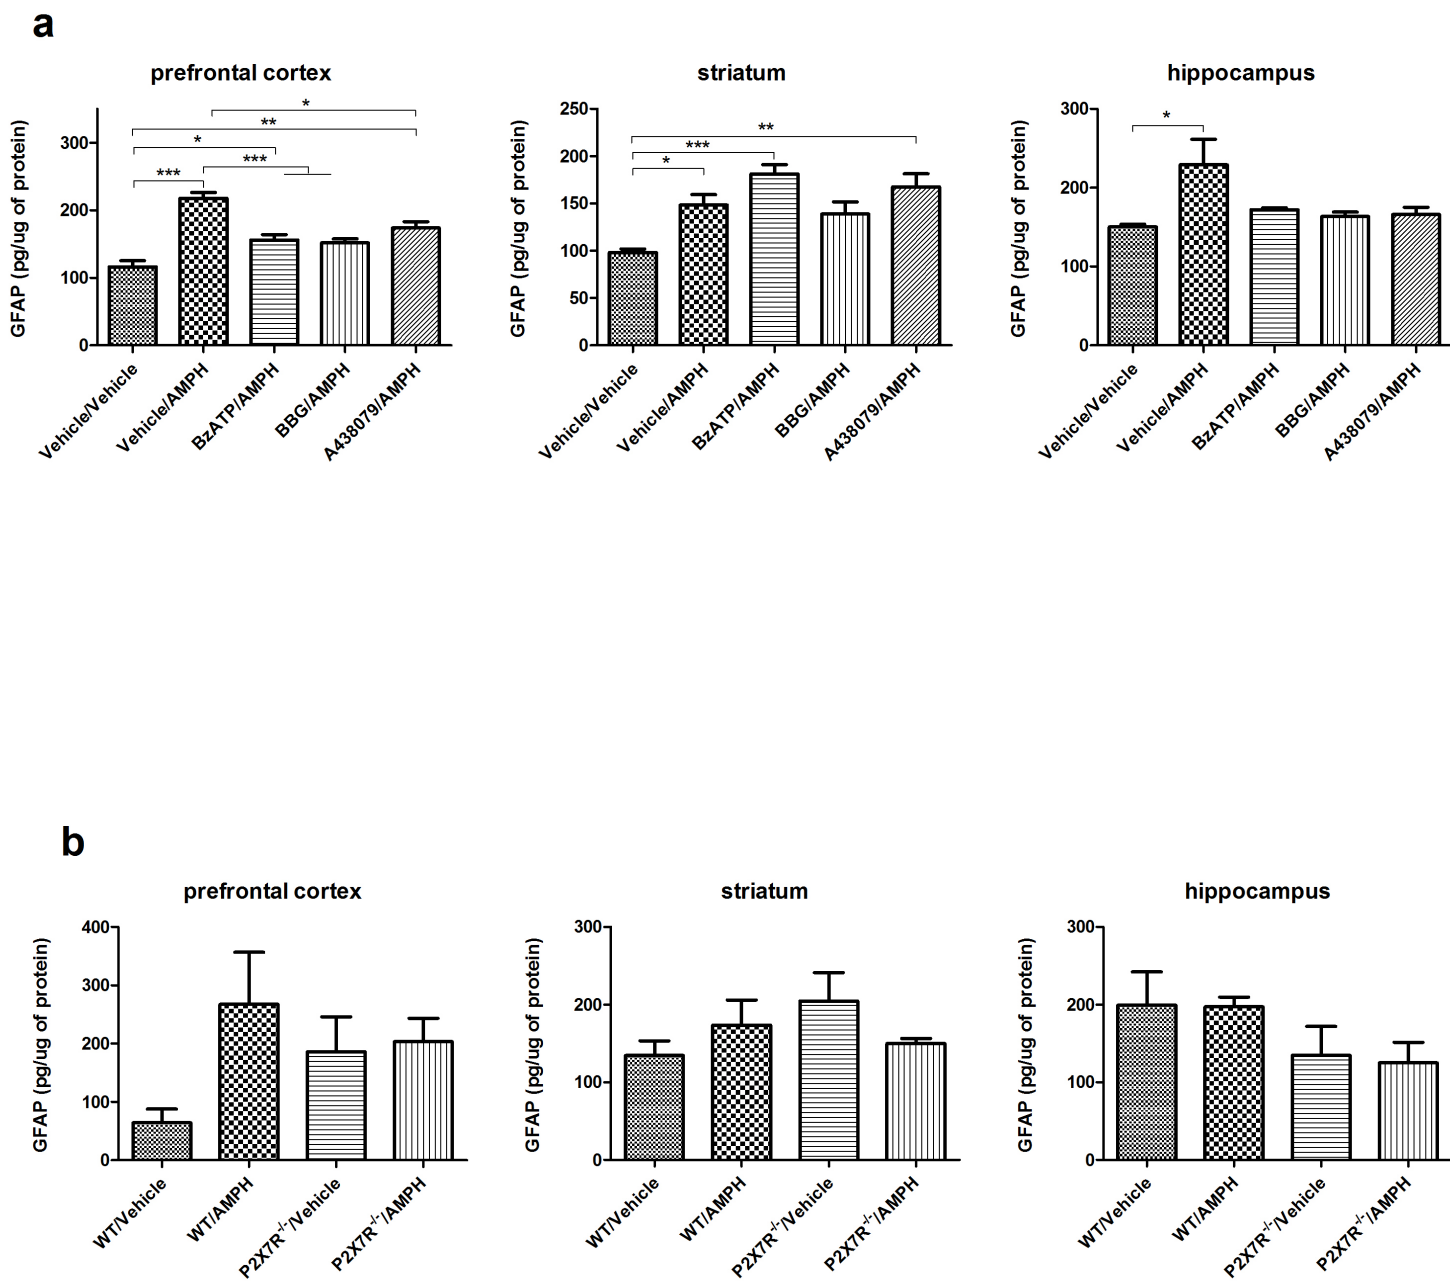 a
prefrontal cortex
GFAP (pg/ug of protein)
300
200
100
0
*
**
*
***
***
Vehicle/Vehicle
Vehicle/AMPH
BzATP/AMPH
BBG/AMPH
A438079/AMPH
striatum
GFAP (pg/ug of protein)
250
200
150
100
50
0
**
***
*
Vehicle/Vehicle
Vehicle/AMPH
BzATP/AMPH
BBG/AMPH
A438079/AMPH
hippocampus
GFAP (pg/ug of protein)
300
200
100
0
*
Vehicle/Vehicle
Vehicle/AMPH
BzATP/AMPH
BBG/AMPH
A438079/AMPH
b
prefrontal cortex
GFAP (pg/ug of protein)
400
300
200
100
0
WT/Vehicle
WT/AMPH
P2X7R-/-/Vehicle
P2X7R-/-/AMPH
striatum
GFAP (pg/ug of protein)
300
200
100
0
WT/Vehicle
WT/AMPH
P2X7R-/-/Vehicle
P2X7R-/-/AMPH
hippocampus
GFAP (pg/ug of protein)
300
200
100
0
WT/Vehicle
WT/AMPH
P2X7R-/-/Vehicle
P2X7R-/-/AMPH